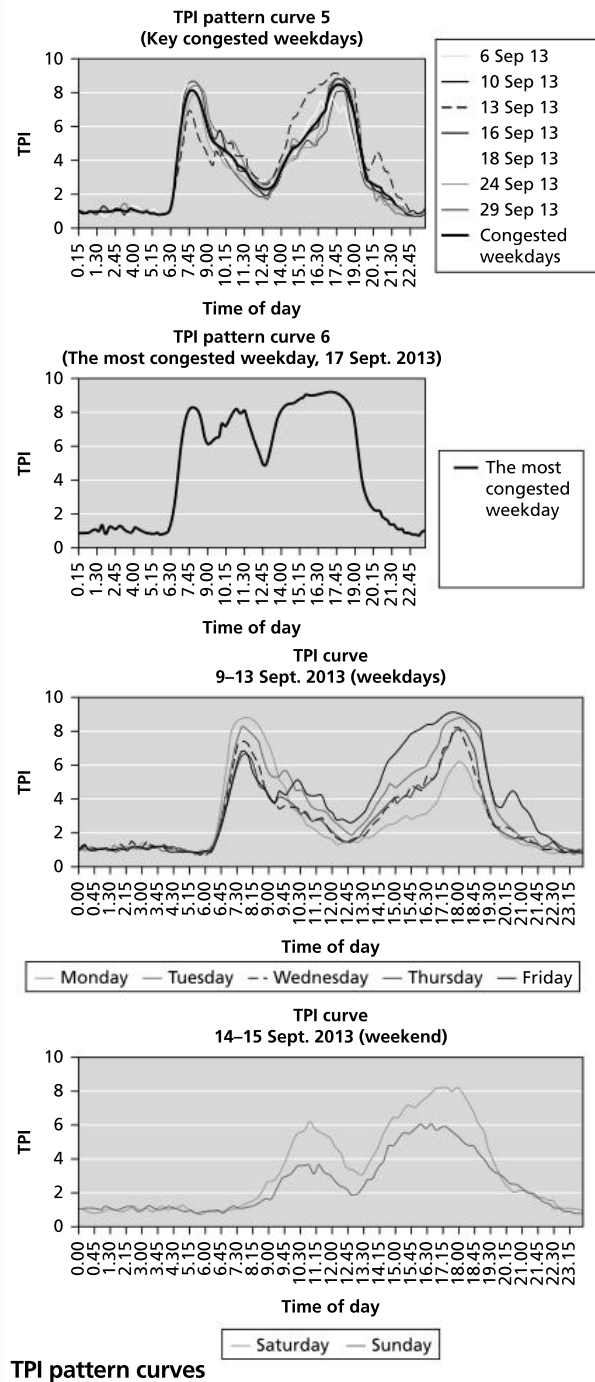 TPI pattern curve 5
(Key congested weekdays)
10
8
6
4
2
0
TPI
0.15 1.30 2.45 4.00 5.15 6.30 7.45 9.00 10.15 11.30 12.45 14.00 15.15 16.30 17.45 19.00 20.15 21.30 22.45
Time of day
6 Sep 13
10 Sep 13
13 Sep 13
16 Sep 13
18 Sep 13
24 Sep 13
29 Sep 13
Congested
weekdays
TPI pattern curve 6
(The most congested weekday, 17 Sept. 2013)
10
8
6
4
2
0
TPI
0.15 1.30 2.45 4.00 5.15 6.30 7.45 9.00 10.15 11.30 12.45 14.00 15.15 16.30 17.45 19.00 20.15 21.30 22.45
Time of day
The most
congested
weekday
TPI curve
9–13 Sept. 2013 (weekdays)
10
8
6
4
2
0
TPI
0.00 0.45 1.30 2.15 3.00 3.45 4.30 5.15 6.00 6.45 7.30 8.15 9.00 9.45 10.30 11.15 12.00 12.45 13.30 14.15 15.00 15.45 16.30 17.15 18.00 18.45 19.30 20.15 21.00 21.45 22.30 23.15
Time of day
Monday Tuesday Wednesday Thursday Friday
TPI curve
14–15 Sept. 2013 (weekend)
10
8
6
4
2
0
TPI
0.00 0.45 1.30 2.15 3.00 3.45 4.30 5.15 6.00 6.45 7.30 8.15 9.00 9.45 10.30 11.15 12.00 12.45 13.30 14.15 15.00 15.45 16.30 17.15 18.00 18.45 19.30 20.15 21.00 21.45 22.30 23.15
Time of day
Saturday Sunday
TPI pattern curves